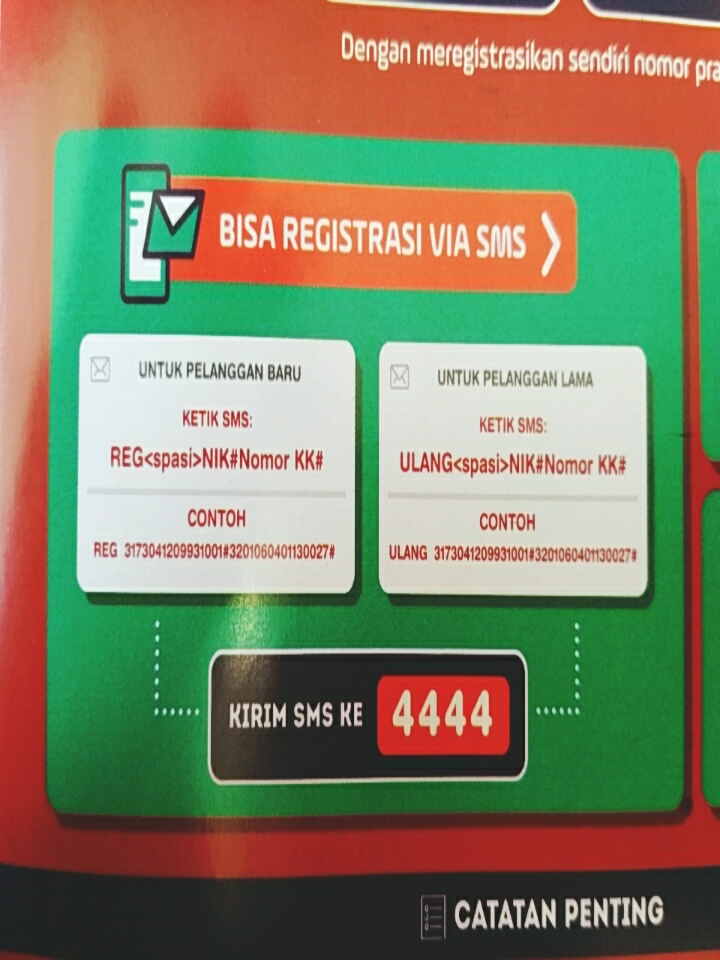 Dengan meregistrasikan sendiri nomor
BISA REGISTRASI VIA SMS
UNTUK PELANGGAN BARU
KETIK SMS:
REG<spasi>NIK#Nomor KK#
CONTOH
REG 3173041209931001#3201060401130027#
UNTUK PELANGGAN LAMA
KETIK SMS:
ULANG<spasi>NIK#Nomor KK#
CONTOH
ULANG 3173041209931001#3201060401130027#
KIRIM SMS KE 4444
CATATAN PENTING